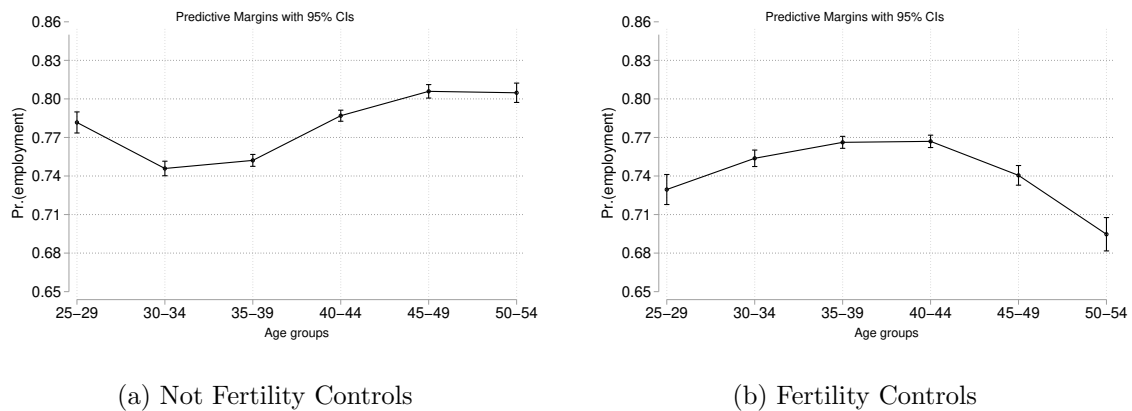 Predictive Margins with 95% CIs
0.86
0.83
0.80
0.77
0.74
0.71
0.68
0.65
Pr.(employment)
25–29 30–34 35–39 40–44 45–49 50–54
Age groups
(a) Not Fertility Controls
Predictive Margins with 95% CIs
0.86
0.83
0.80
0.77
0.74
0.71
0.68
0.65
Pr.(employment)
25–29 30–34 35–39 40–44 45–49 50–54
Age groups
(b) Fertility Controls